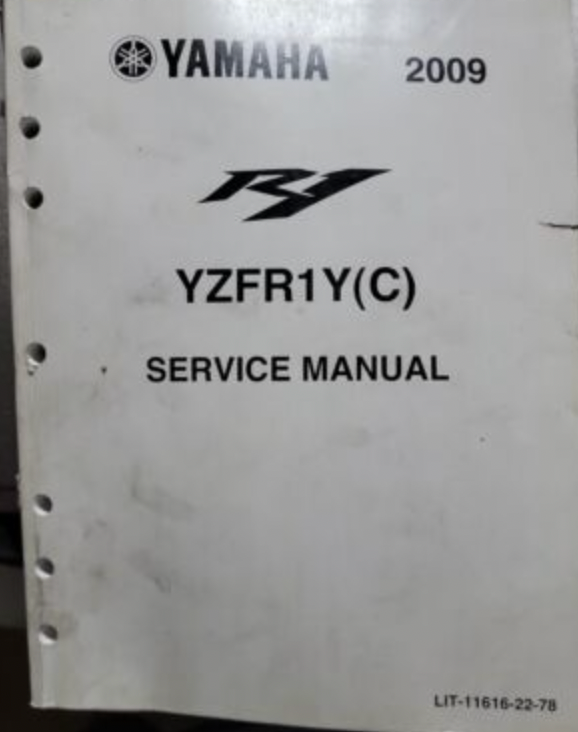 YAMAHA 2009
R1
YZFR1Y(C)
SERVICE MANUAL
LIT-11616-22-78